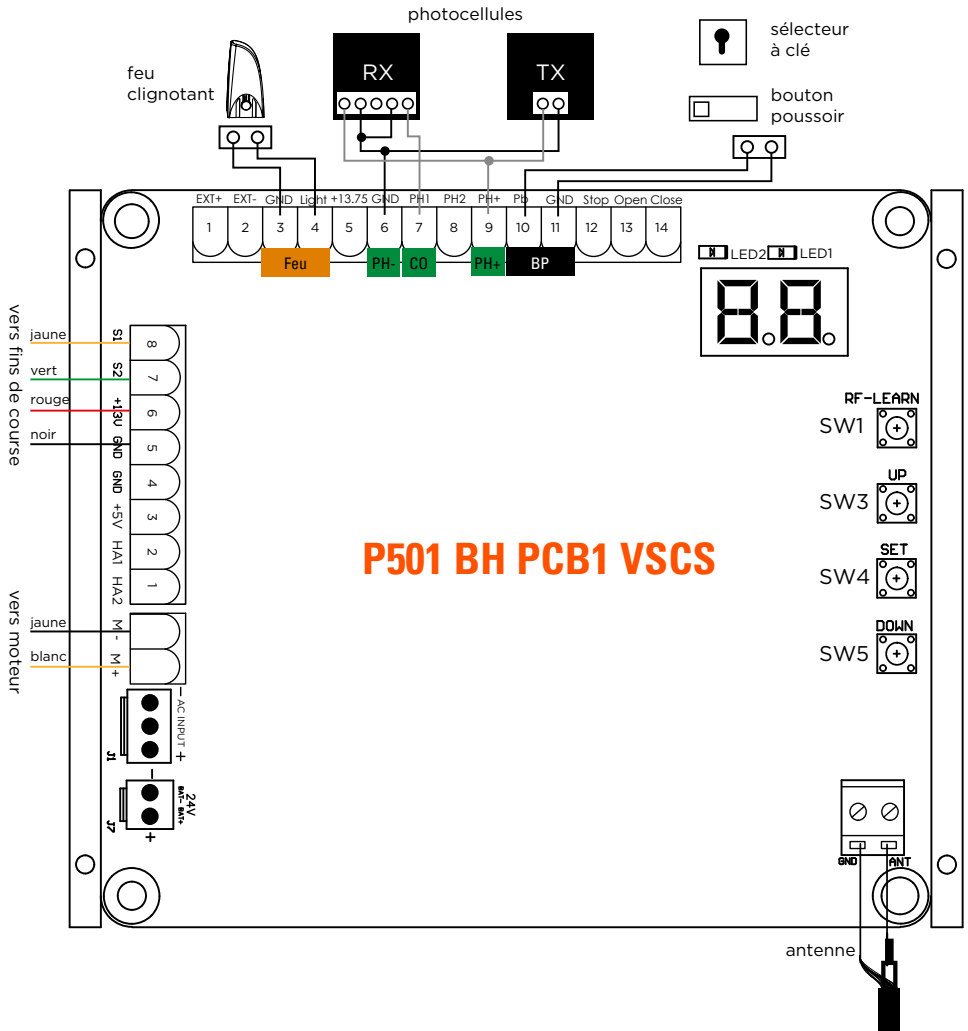 photocellules
sélecteur
à clé
feu
clignotant
RX
TX
bouton
poussoir
EXT+ EXT- GND Light +13.75 GND PH1 PH2 PH+ Pb GND Stop Open Close
1 2 3 4 5 6 7 8 9 10 11 12 13 14
Feu PH- CO PH+ BP
LED2 LED1
8.8.
vers fins de course
jaune S1 8
vert S2 7
rouge +13V 6
noir GND 5
GND 4
+5V 3
HA1 2
HA2 1
RF-LEARN
SW1
UP
SW3
SET
SW4
DOWN
SW5
P501 BH PCB1 VSCS
vers moteur
jaune M -
blanc M +
- AC INPUT +
J1
-
24V
BAT- BAT+
J7
+
GND ANT
antenne